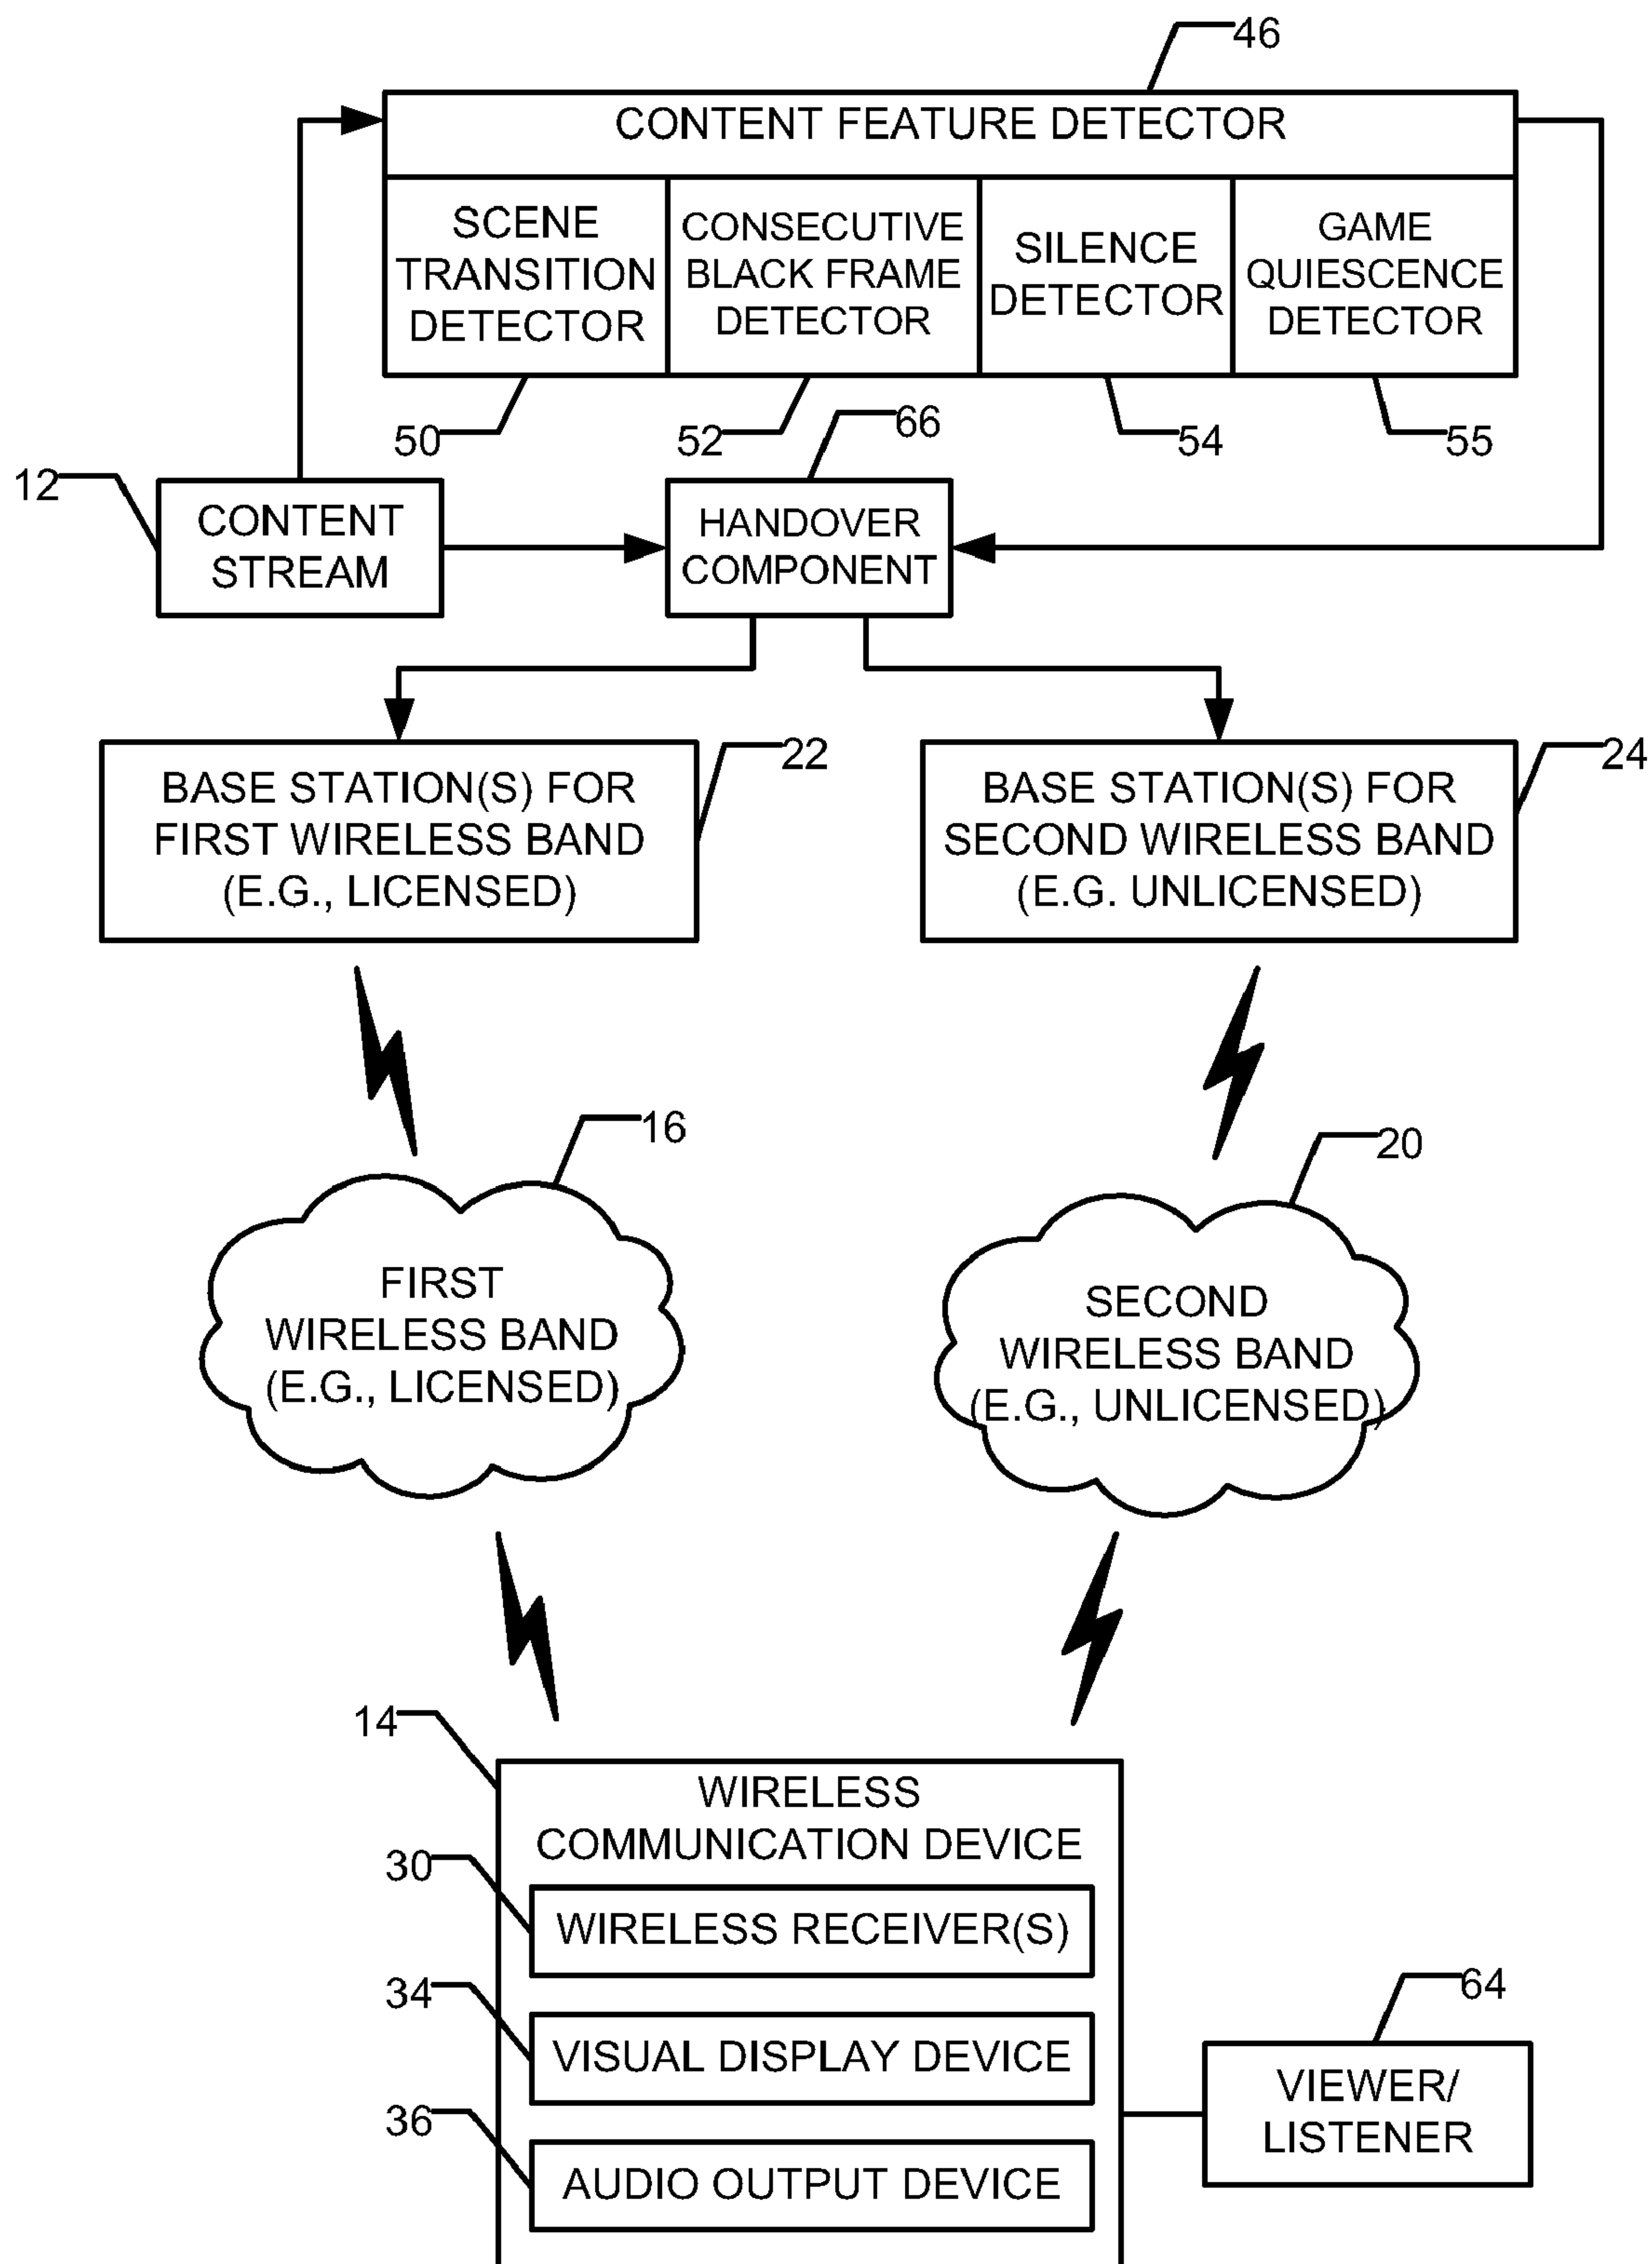 46
CONTENT FEATURE DETECTOR
SCENE
TRANSITION
DETECTOR
CONSECUTIVE
BLACK FRAME
DETECTOR
SILENCE
DETECTOR
GAME
QUIESCENCE
DETECTOR
50
52
66
54
55
12
CONTENT
STREAM
HANDOVER
COMPONENT
22
24
BASE STATION(S) FOR
FIRST WIRELESS BAND
(E.G., LICENSED)
BASE STATION(S) FOR
SECOND WIRELESS BAND
(E.G. UNLICENSED)
16
20
FIRST
WIRELESS BAND
(E.G., LICENSED)
SECOND
WIRELESS BAND
(E.G., UNLICENSED)
14
WIRELESS
COMMUNICATION DEVICE
30
WIRELESS RECEIVER(S)
34
VISUAL DISPLAY DEVICE
36
AUDIO OUTPUT DEVICE
64
VIEWER/
LISTENER